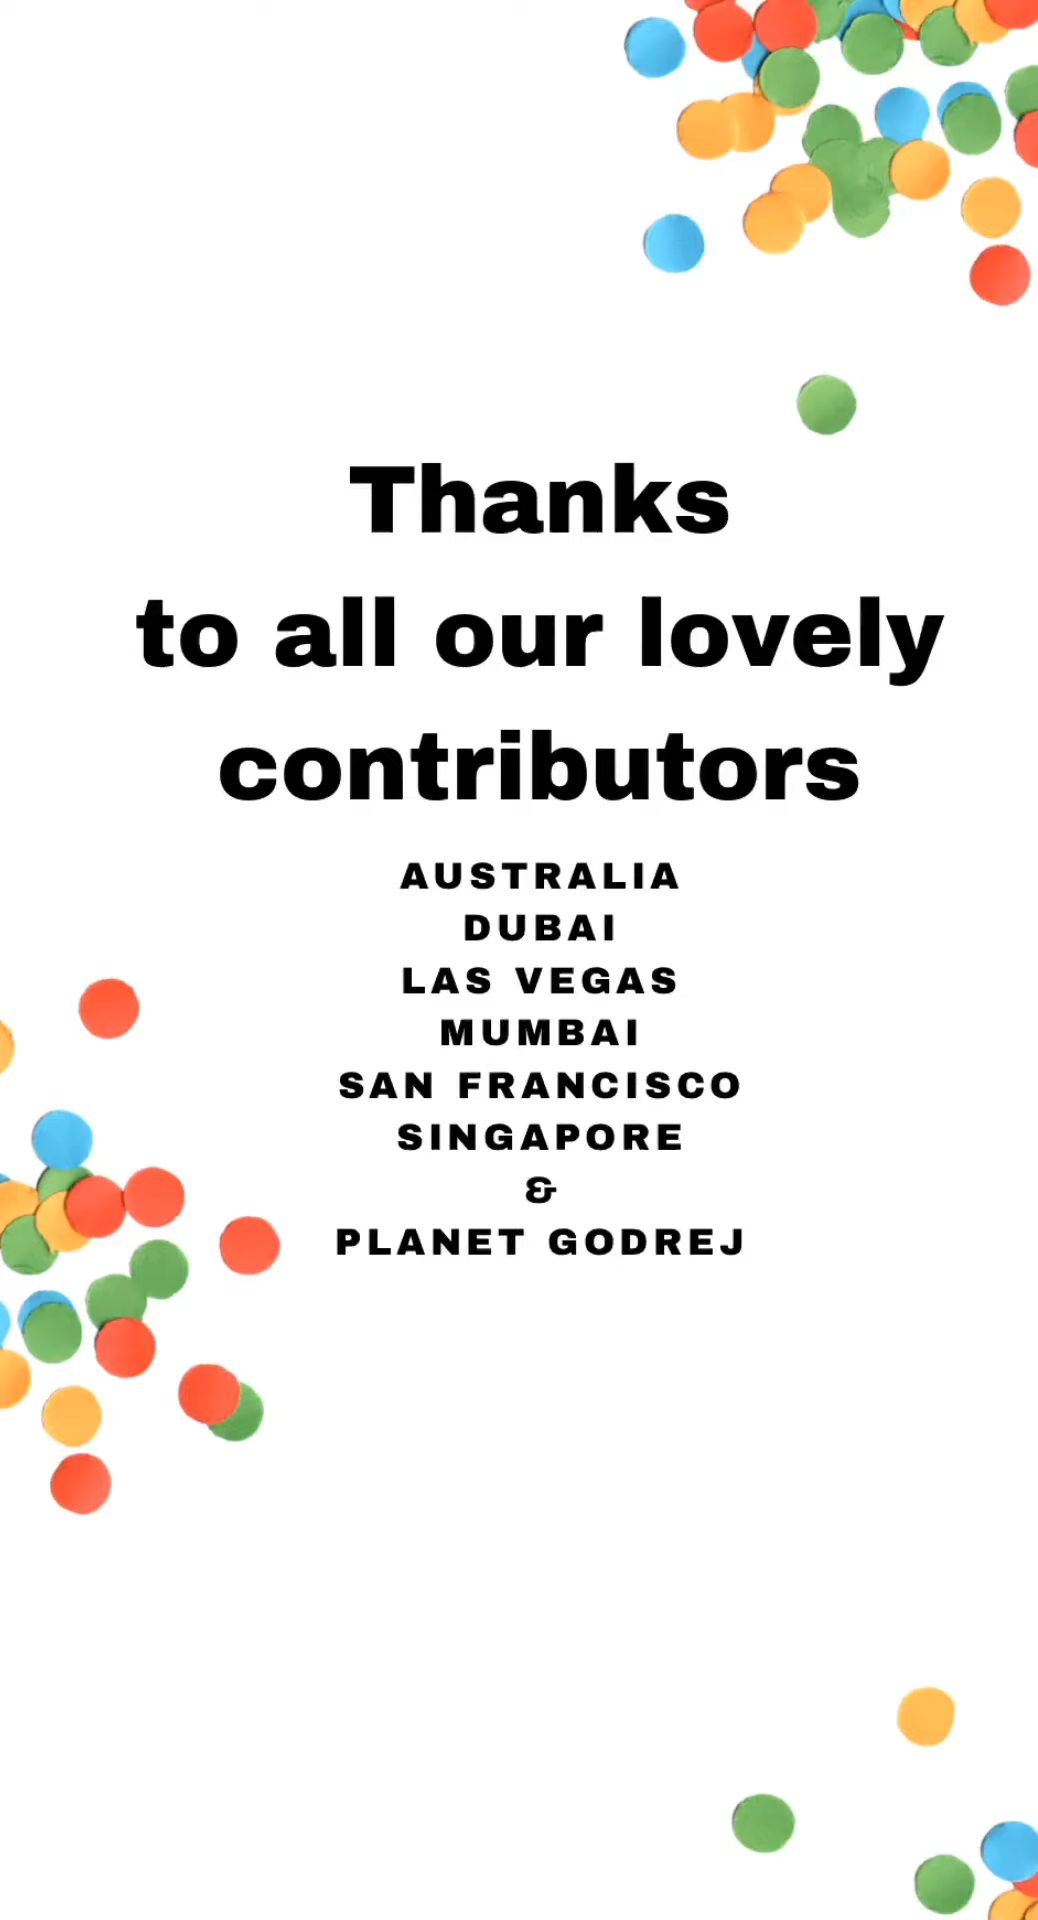 Thanks
to all our lovely
contributors
AUSTRALIA
DUBAI
LAS VEGAS
MUMBAI
SAN FRANCISCO
SINGAPORE
&
PLANET GODREJ